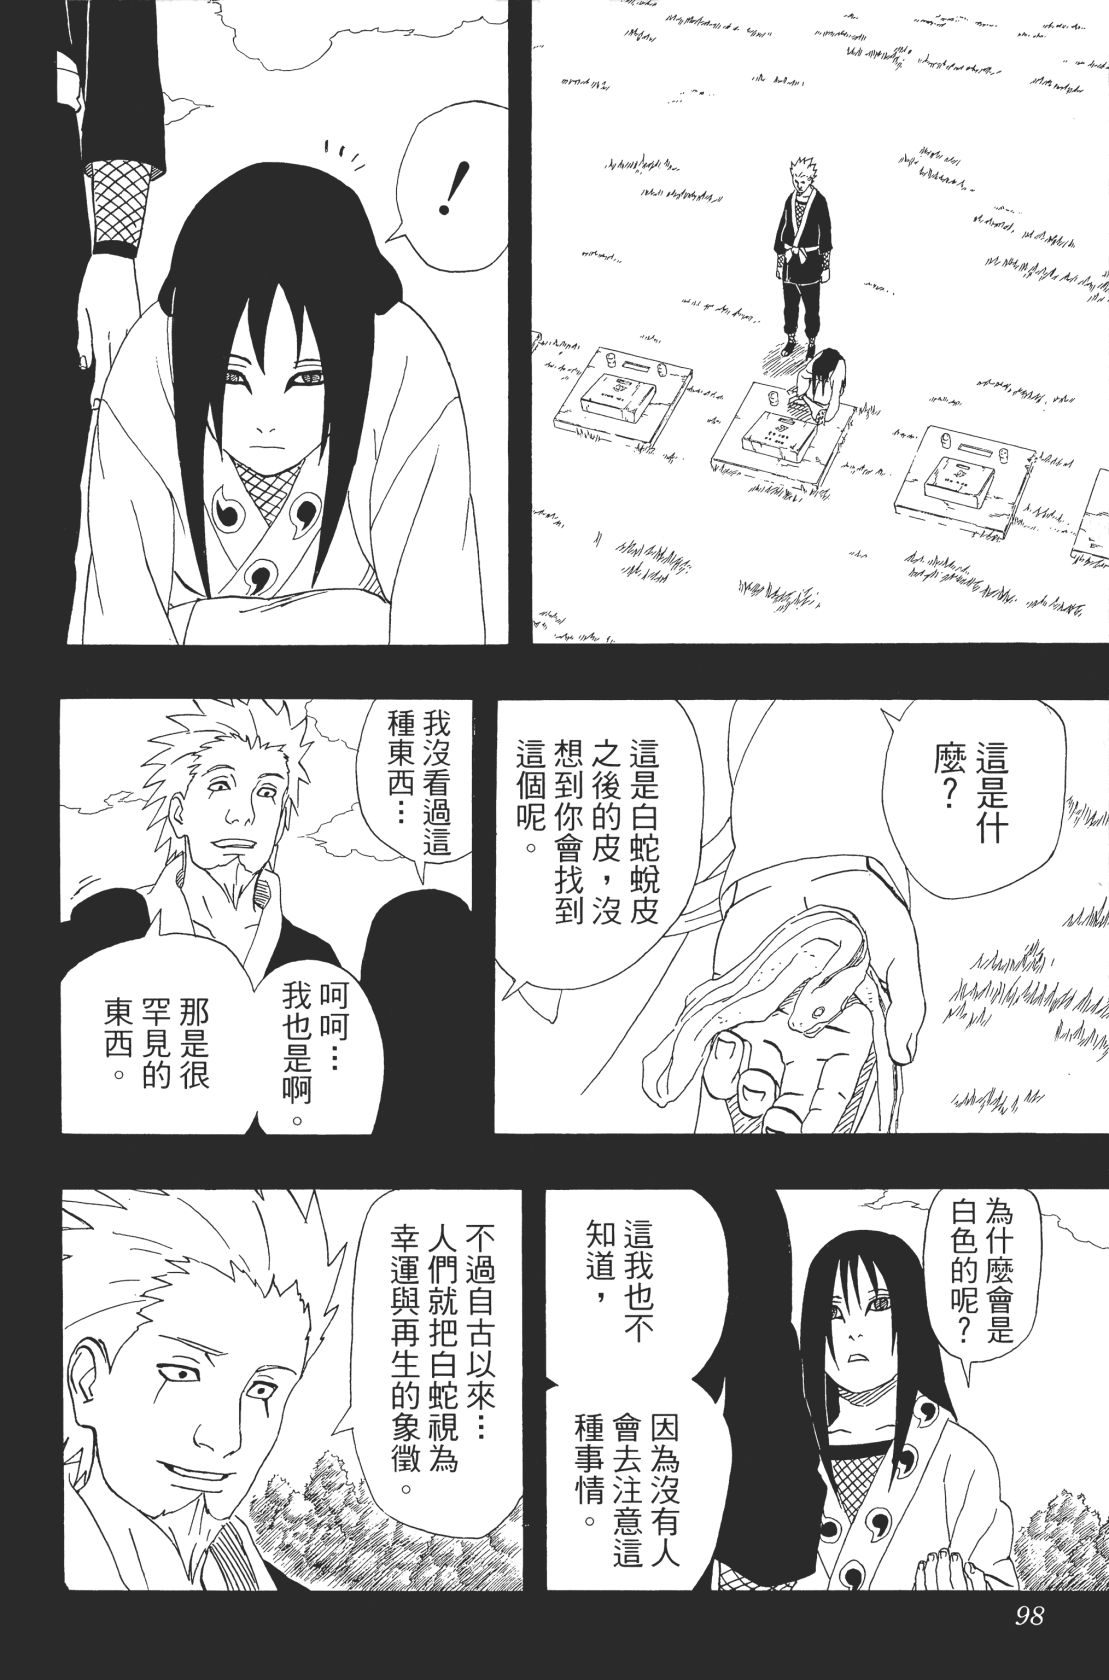 ！
這是什
麼？
這是白蛇蛻皮
之後的皮，沒
想到你會找到
這個呢。
我沒看過這
種東西…
呵呵…
我也是啊。
那是很
罕見的
東西。
為什麼會是
白色的呢？
這我也不
知道，
因為沒有人
會去注意這
種事情。
不過自古以來…
人們就把白蛇視為
幸運與再生的象徵。
98